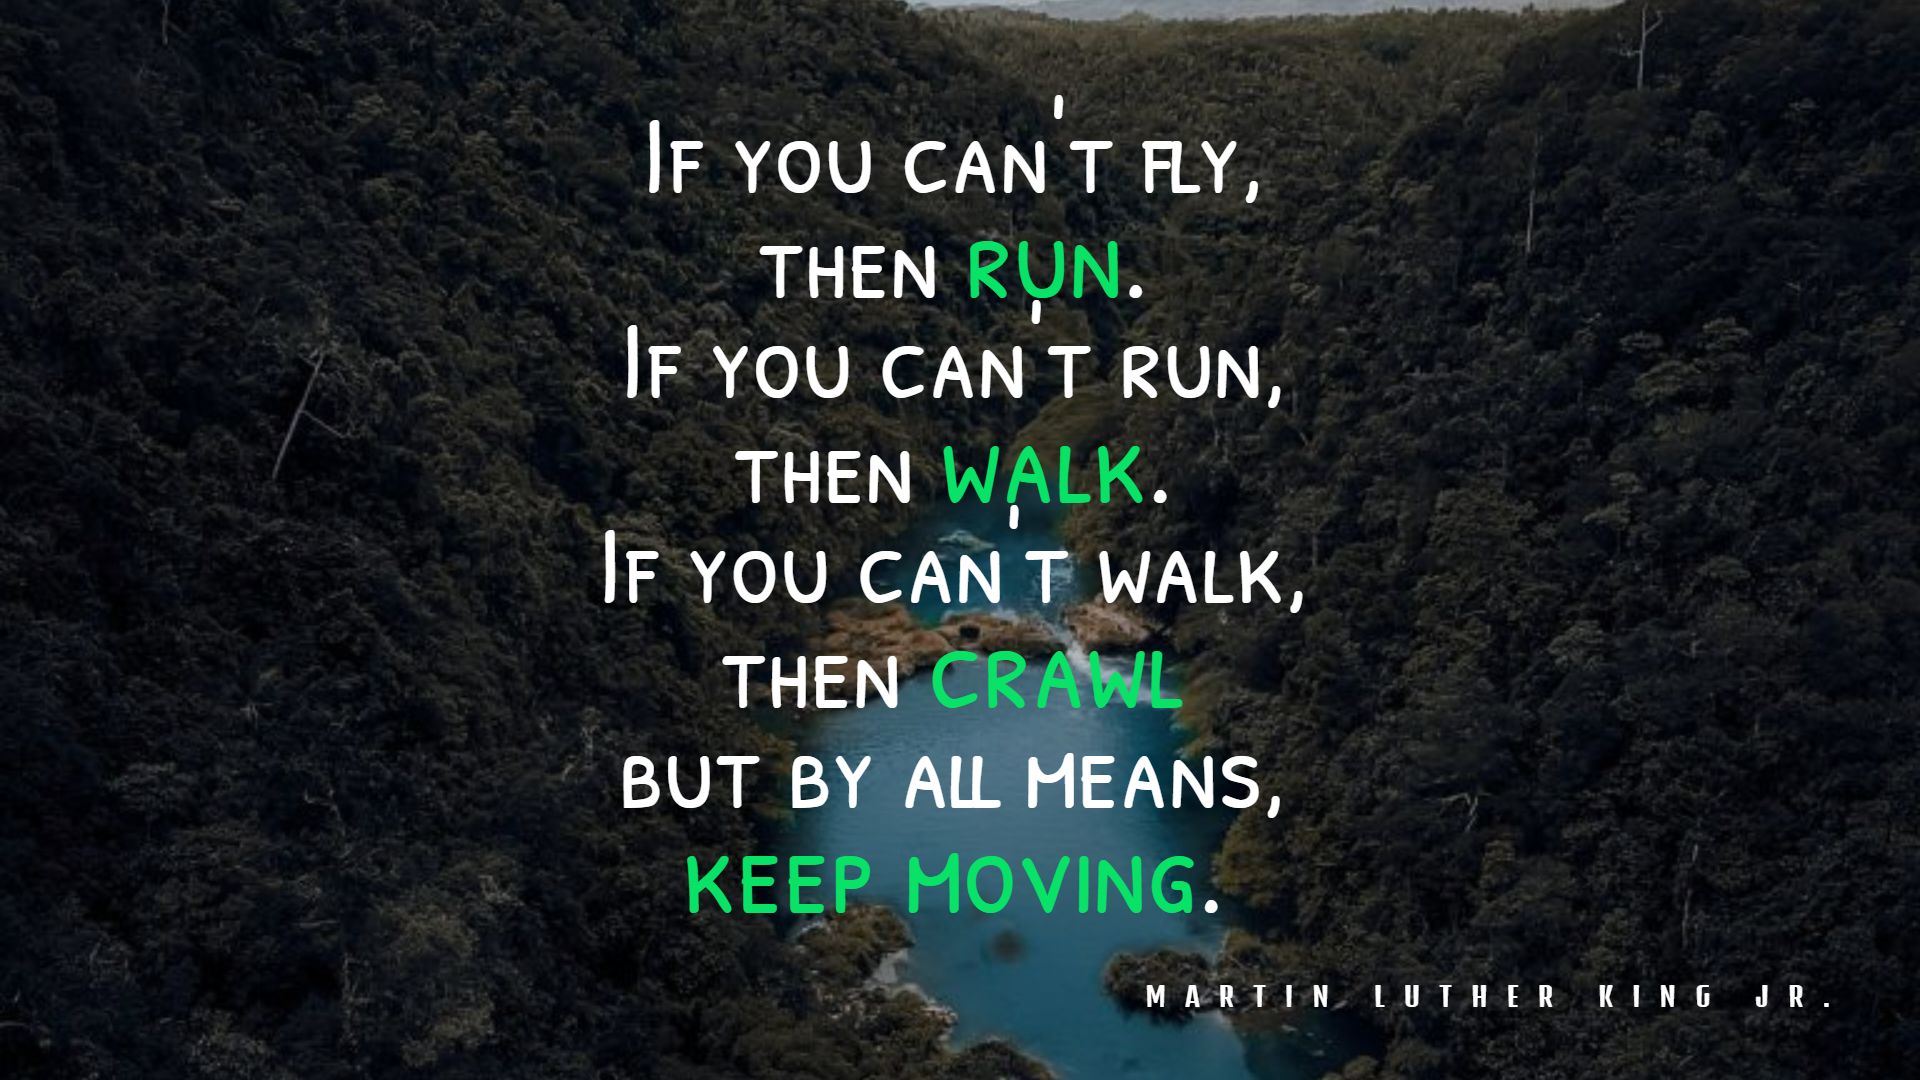 If you can't fly,
then run.
If you can't run,
then walk.
If you can't walk,
then crawl
but by all means,
keep moving.
MARTIN LUTHER KING JR.